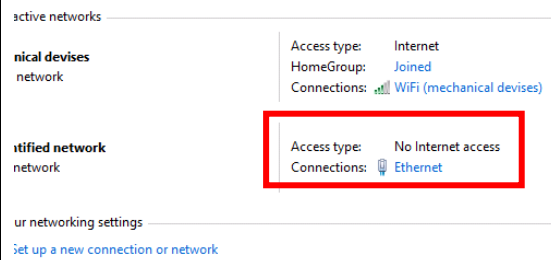 active networks
nical devises
network
Access type: Internet
HomeGroup: Joined
Connections: WiFi (mechanical devises)
ntified network
network
Access type: No Internet access
Connections: Ethernet
ur networking settings
Set up a new connection or network